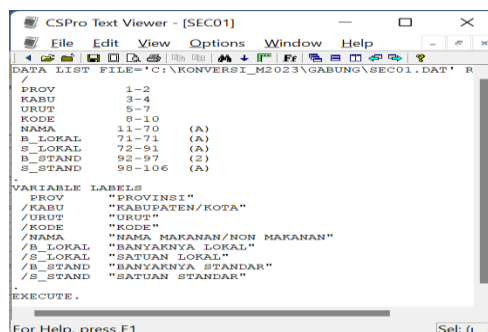 CSPro Text Viewer - [SEC01]
File Edit View Options Window Help
DATA LIST FILE='C:\KONVERSI_M2023\GABUNG\SEC01.DAT' R
/
PROV 1-2
KABU 3-4
URUT 5-7
KODE 8-10
NAMA 11-70 (A)
B_LOKAL 71-71 (A)
S_LOKAL 72-91 (A)
B_STAND 92-97 (2)
S_STAND 98-106 (A)
.
VARIABLE LABELS
PROV "PROVINSI"
/KABU "KABUPATEN/KOTA"
/URUT "URUT"
/KODE "KODE"
/NAMA "NAMA MAKANAN/NON MAKANAN"
/B_LOKAL "BANYAKNYA LOKAL"
/S_LOKAL "SATUAN LOKAL"
/B_STAND "BANYAKNYA STANDAR"
/S_STAND "SATUAN STANDAR"
.
EXECUTE.
For Help, press F1
Sel: (